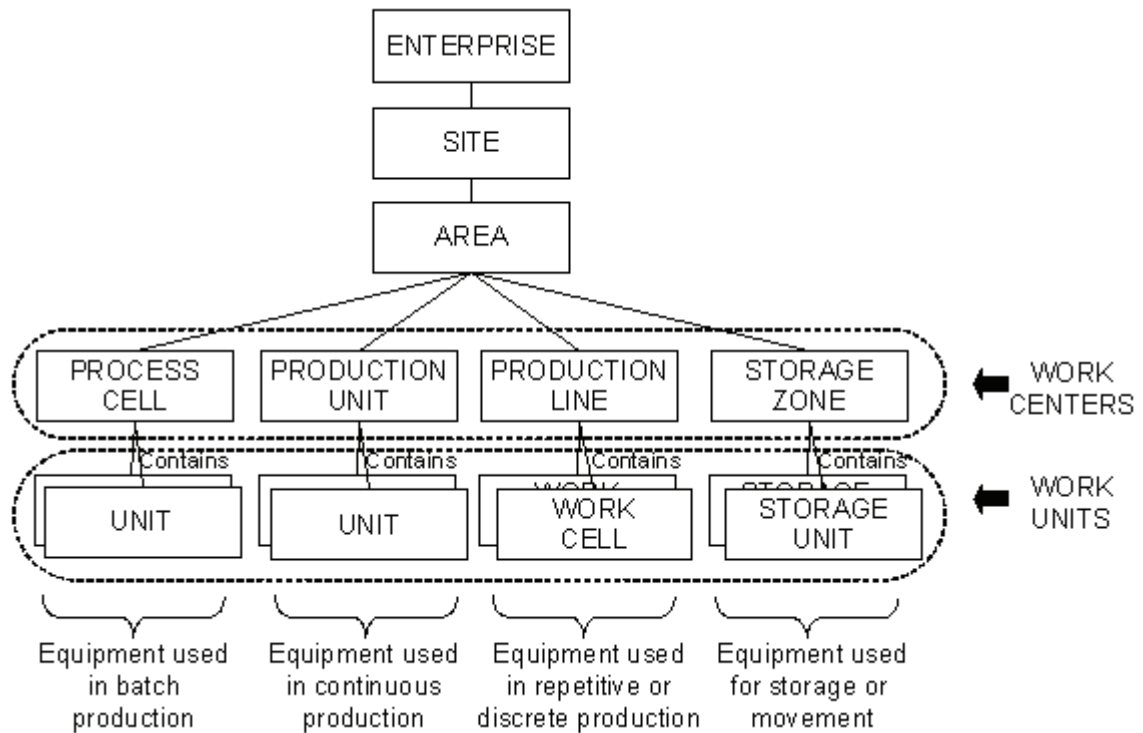 ENTERPRISE
SITE
AREA
PROCESS
CELL
PRODUCTION
UNIT
PRODUCTION
LINE
STORAGE
ZONE
WORK
CENTERS
Contains
Contains
Contains
Contains
UNIT
UNIT
WORK
WORK
CELL
STORAGE
STORAGE
UNIT
WORK
UNITS
Equipment used
in batch
production
Equipment used
in continuous
production
Equipment used
in repetitive or
discrete production
Equipment used
for storage or
movement